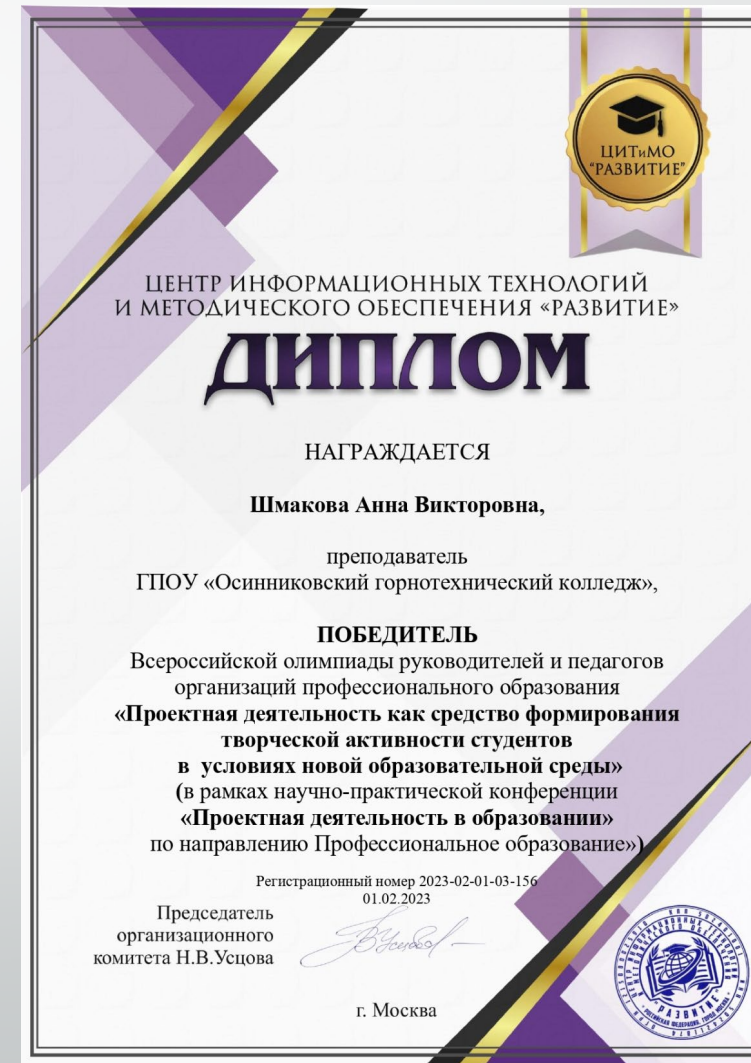 ЦИТиМО
"РАЗВИТИЕ"
ЦЕНТР ИНФОРМАЦИОННЫХ ТЕХНОЛОГИЙ
И МЕТОДИЧЕСКОГО ОБЕСПЕЧЕНИЯ «РАЗВИТИЕ»
ДИПЛОМ
НАГРАЖДАЕТСЯ
Шмакова Анна Викторовна,
преподаватель
ГПОУ «Осинниковский горнотехнический колледж»,
ПОБЕДИТЕЛЬ
Всероссийской олимпиады руководителей и педагогов
организаций профессионального образования
«Проектная деятельность как средство формирования
творческой активности студентов
в условиях новой образовательной среды»
(в рамках научно-практической конференции
«Проектная деятельность в образовании»
по направлению Профессиональное образование»)
Регистрационный номер 2023-02-01-03-156
01.02.2023
Председатель
организационного
комитета Н.В.Усцова
г. Москва
РАЗВИТИЕ